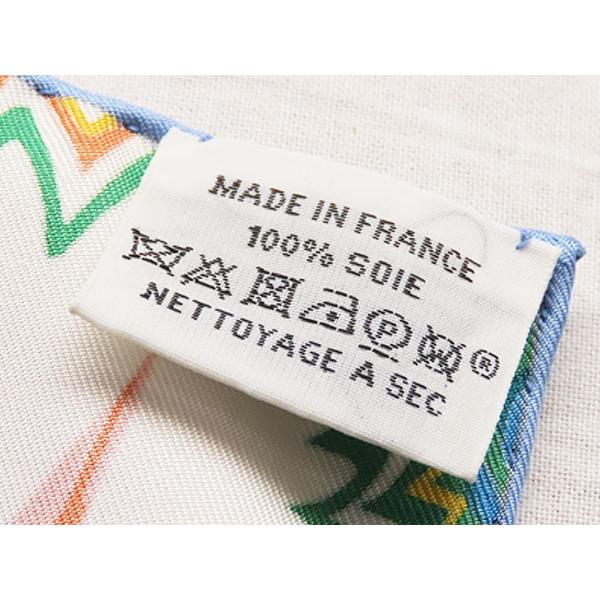 MADE IN FRANCE
100% SOIE
P W ®
NETTOYAGE A SEC